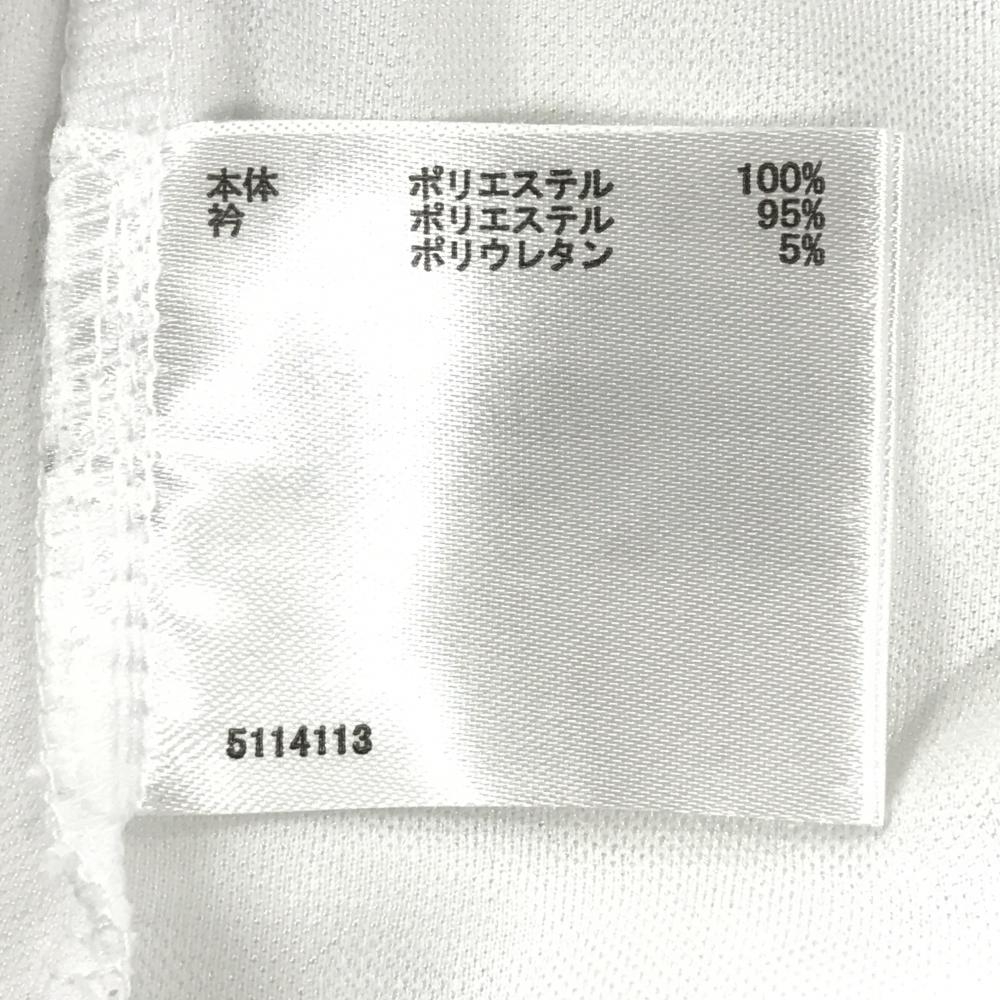 本体 ポリエステル 100%
衿 ポリエステル 95%
ポリウレタン 5%
5114113